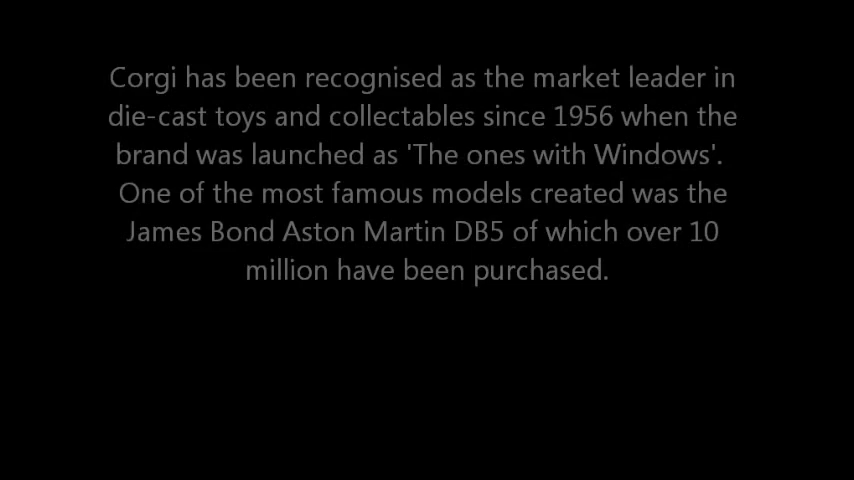 Corgi has been recognised as the market leader in
die-cast toys and collectables since 1956 when the
brand was launched as 'The ones with Windows'.
One of the most famous models created was the
James Bond Aston Martin DB5 of which over 10
million have been purchased.